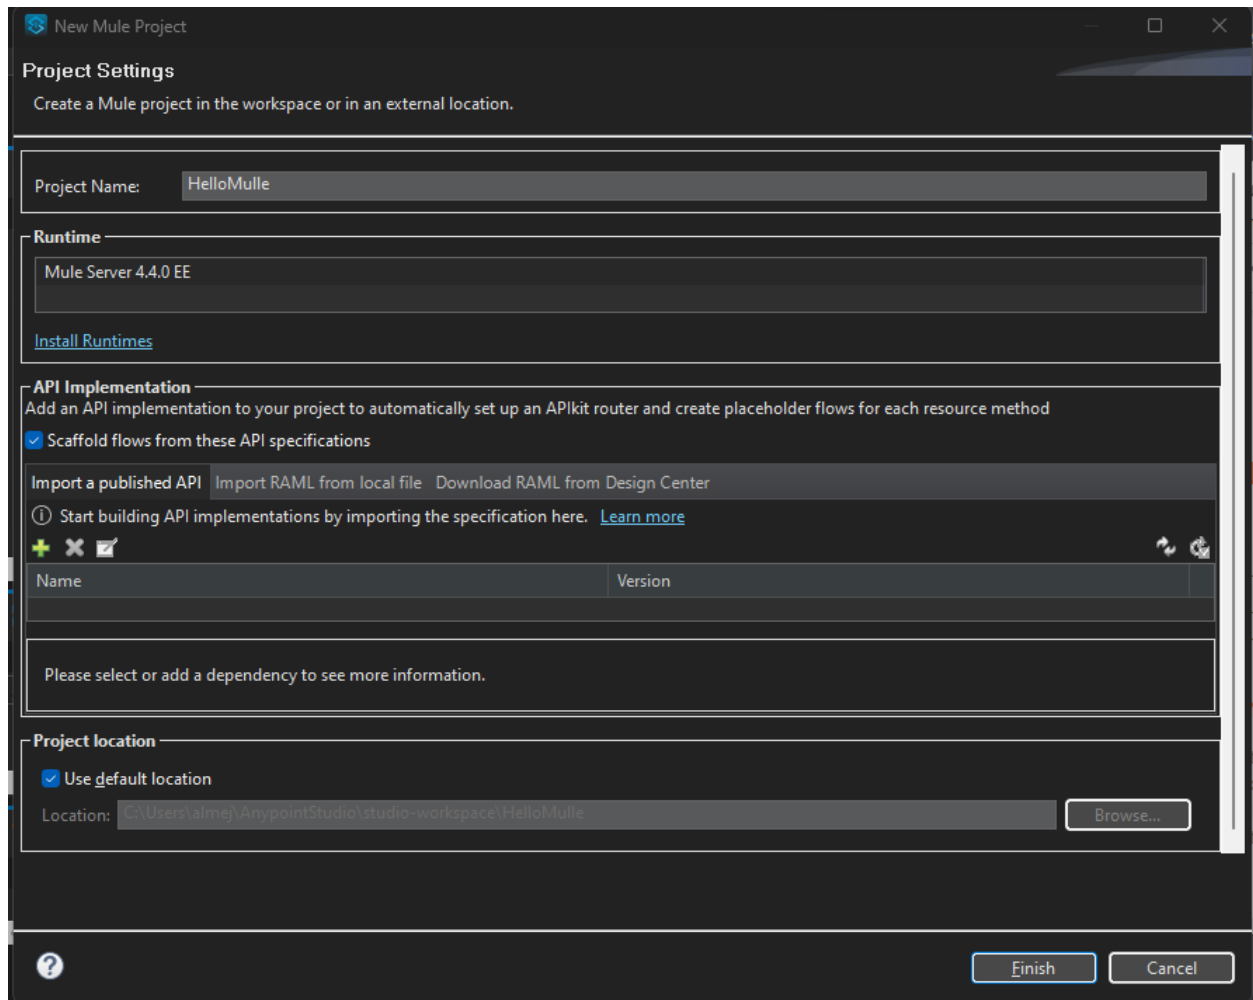 New Mule Project
Project Settings
Create a Mule project in the workspace or in an external location.
Project Name: HelloMulle
Runtime
Mule Server 4.4.0 EE
Install Runtimes
API Implementation
Add an API implementation to your project to automatically set up an APIkit router and create placeholder flows for each resource method
Scaffold flows from these API specifications
Import a published API Import RAML from local file Download RAML from Design Center
Start building API implementations by importing the specification here. Learn more
Name Version
Please select or add a dependency to see more information.
Project location
Use default location
Location: C:\Users\almej\AnypointStudio\studio-workspace\HelloMulle Browse...
Finish Cancel